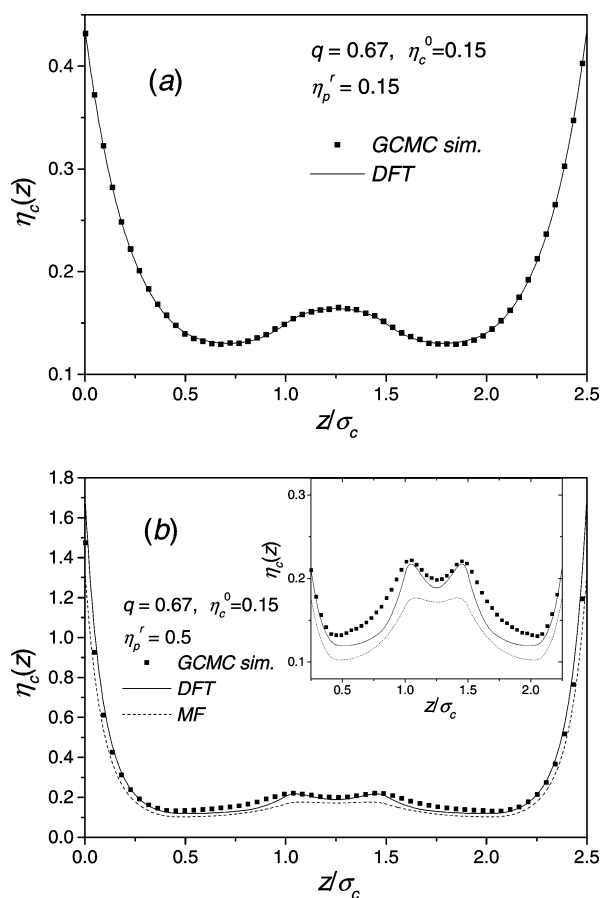 (a)
q = 0.67, η_c^0=0.15
η_p^r = 0.15
GCMC sim.
DFT
0.4
0.3
0.2
0.1
η_c(z)
0.0 0.5 1.0 1.5 2.0 2.5
z/σ_c
(b)
q = 0.67, η_c^0=0.15
η_p^r = 0.5
GCMC sim.
DFT
MF
1.8
1.6
1.4
1.2
1.0
0.8
0.6
0.4
0.2
0.0
η_c(z)
0.0 0.5 1.0 1.5 2.0 2.5
z/σ_c
0.3
0.2
0.1
η_c(z)
0.5 1.0 1.5 2.0
z/σ_c